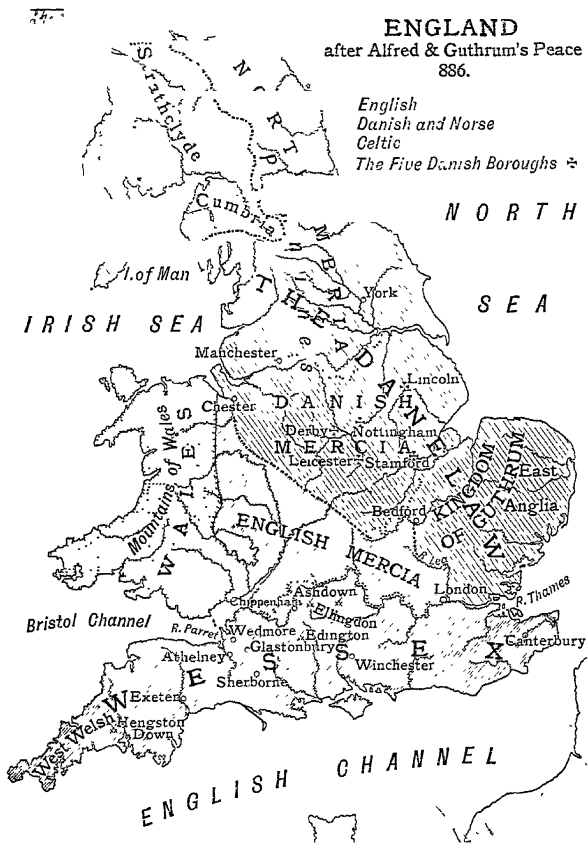 ENGLAND
after Alfred & Guthrum's Peace
886.
English
Danish and Norse
Celtic
The Five Danish Boroughs ✠
Strathclyde
NORTHUMBRIA
Cumbria
NORTH
SEA
I. of Man
IRISH SEA
THE DANELAGW
York
Manchester
Lincoln
Chester
DANISH
MERCIA
Derby
Nottingham
Leicester
Stamford
Mountains of Wales
WALES
KINGDOM
OF GUTHRUM
East
Anglia
Bedford
R. Lea
ENGLISH
MERCIA
London
R. Thames
Ashdown
Chippenham
Ellingdon
Bristol Channel
R. Parret
Wedmore
Edington
Glastonbury
Athelney
Winchester
Canterbury
Sherborne
WESSEX
Exeter
West Welsh
Hengston
Down
ENGLISH CHANNEL